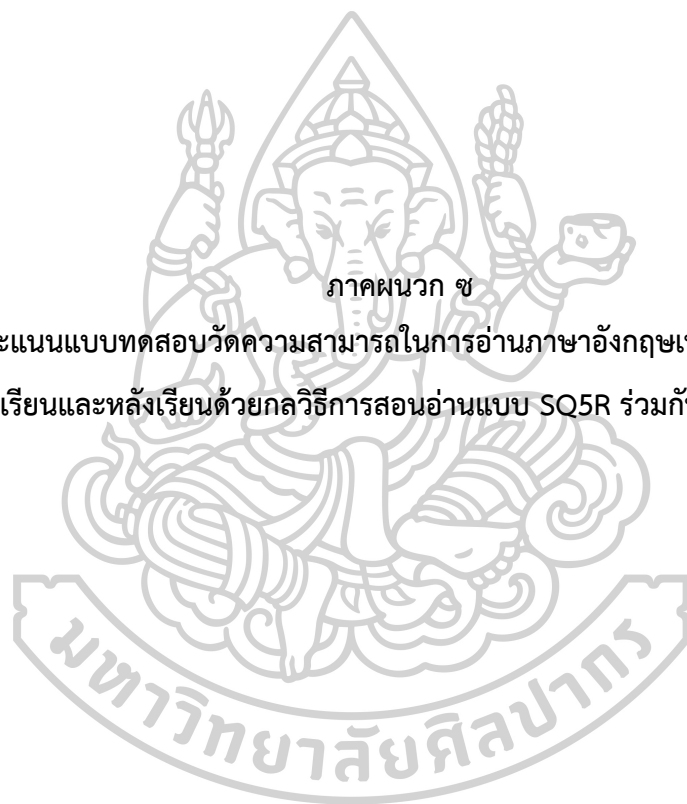 ภาคผนวก ซ
ะแนนแบบทดสอบวัดความสามารถในการอ่านภาษาอังกฤษเ
เรียนและหลังเรียนด้วยกลวิธีการสอนอ่านแบบ SQ5R ร่วมกั
มหาวิทยาลัยศิลปากร